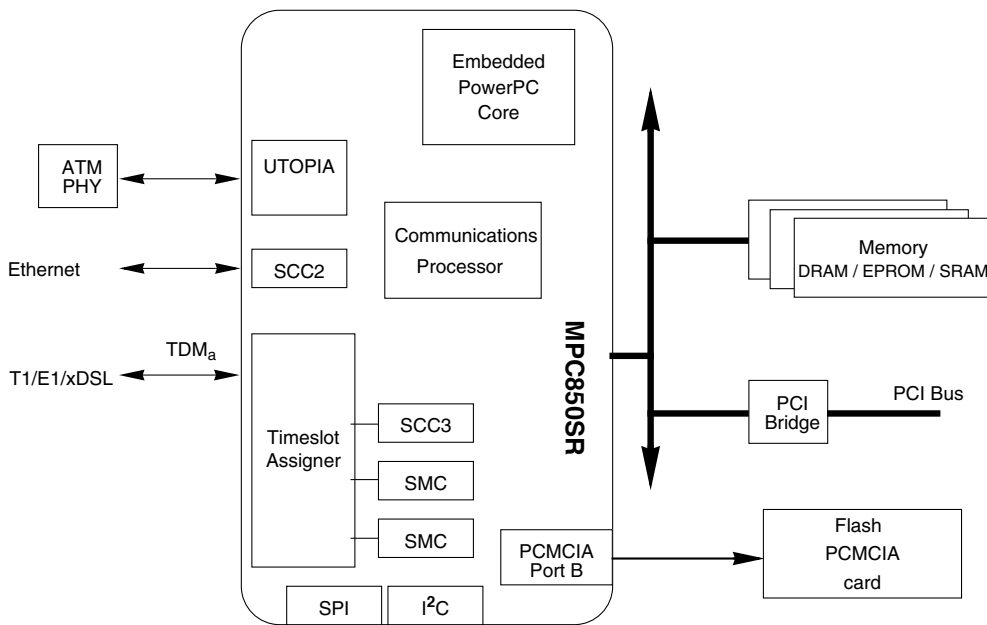 Embedded
PowerPC
Core
ATM
PHY
UTOPIA
Communications
Processor
Ethernet
SCC2
Memory
DRAM / EPROM / SRAM
MPC850SR
TDMa
T1/E1/xDSL
Timeslot
Assigner
SCC3
SMC
SMC
PCI
Bridge
PCI Bus
PCMCIA
Port B
Flash
PCMCIA
card
SPI
I²C